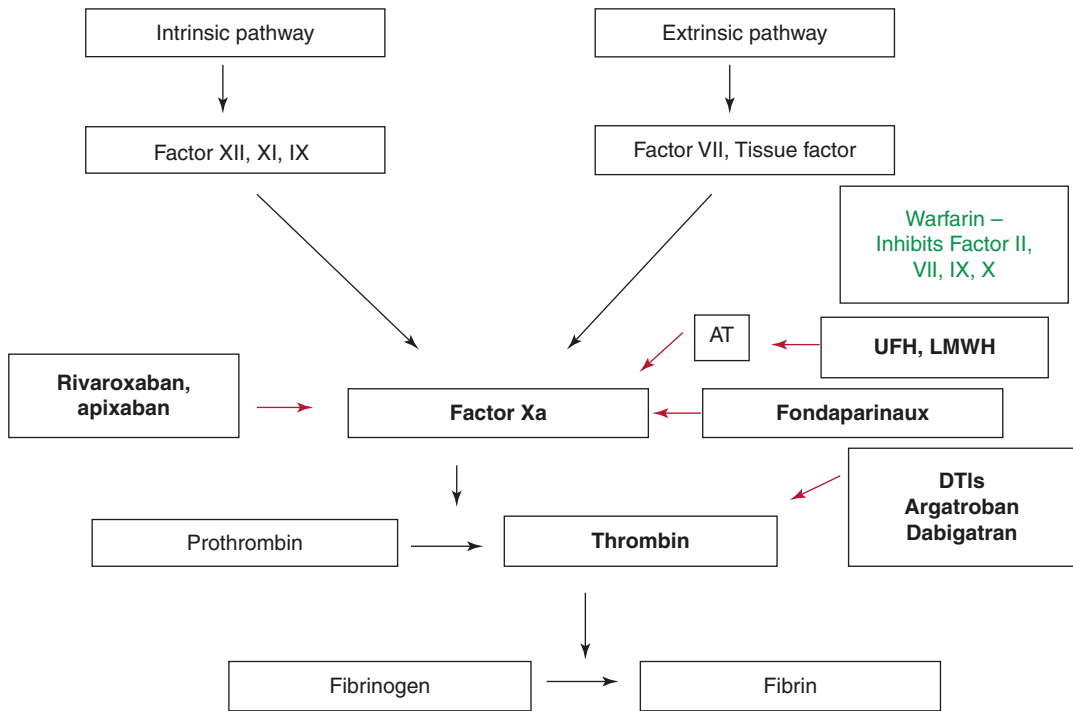 Intrinsic pathway
Extrinsic pathway
Factor XII, XI, IX
Factor VII, Tissue factor
Warfarin –
Inhibits Factor II,
VII, IX, X
AT
UFH, LMWH
Rivaroxaban,
apixaban
Factor Xa
Fondaparinaux
DTIs
Argatroban
Dabigatran
Prothrombin
Thrombin
Fibrinogen
Fibrin